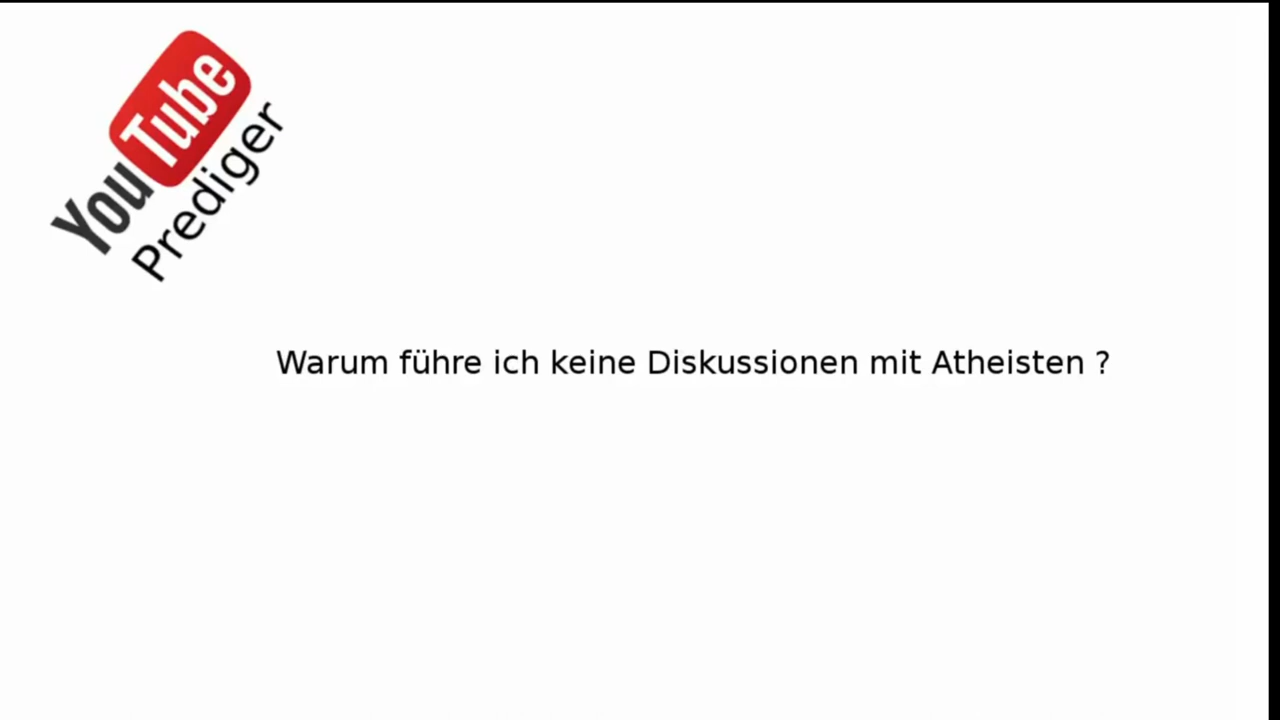 YouTube
Prediger
Warum führe ich keine Diskussionen mit Atheisten ?